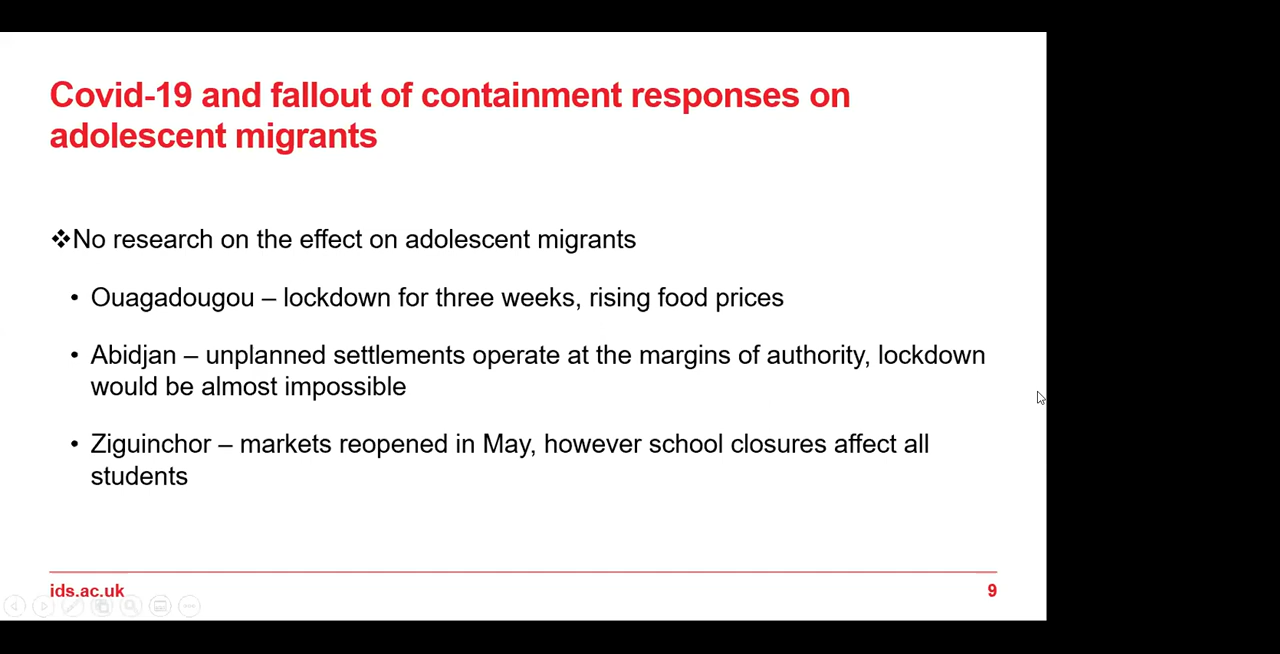 Covid-19 and fallout of containment responses on
adolescent migrants
❖No research on the effect on adolescent migrants
• Ouagadougou – lockdown for three weeks, rising food prices
• Abidjan – unplanned settlements operate at the margins of authority, lockdown
would be almost impossible
• Ziguinchor – markets reopened in May, however school closures affect all
students
ids.ac.uk
9